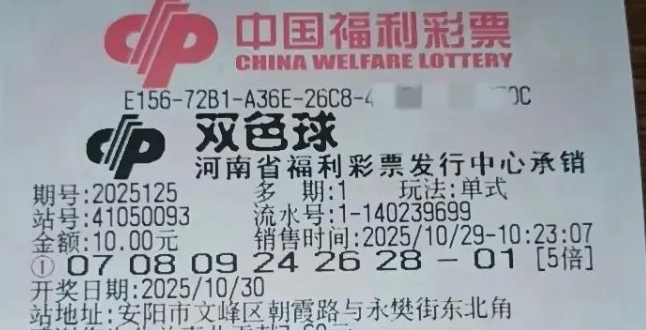 中国福利彩票
CHINA WELFARE LOTTERY
E156-72B1-A36E-26C8-4 0C
双色球
河南省福利彩票发行中心承销
期号:2025125 多 期:1 玩法:单式
站号:41050093 流水号:1-140239699
金额:10.00元 销售时间:2025/10/29-10:23:07
① 07 08 09 24 26 28 — 01 [5倍]
开奖日期:2025/10/30
站地址:安阳市文峰区朝霞路与永樊街东北角